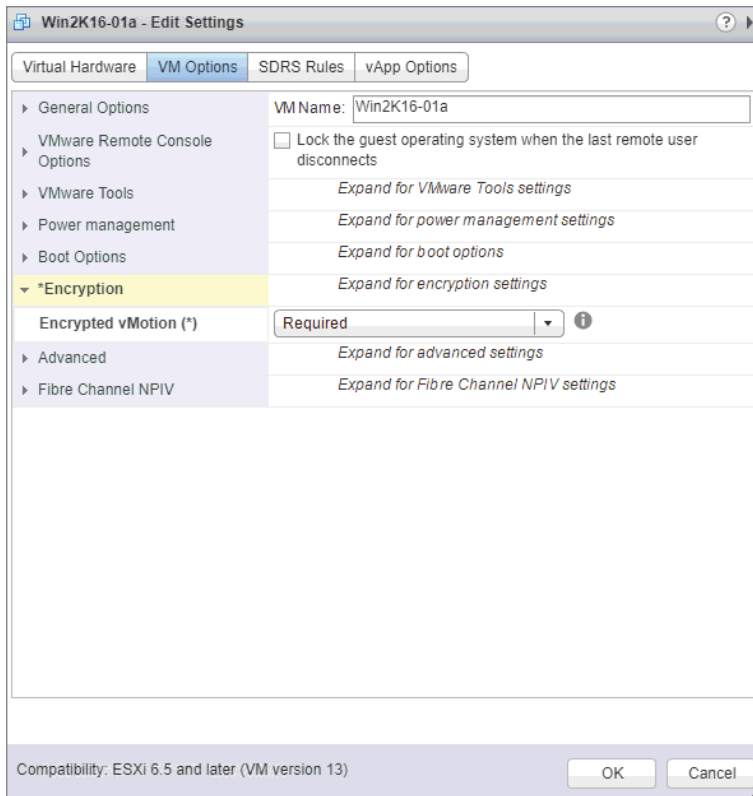 Win2K16-01a - Edit Settings
Virtual Hardware VM Options SDRS Rules vApp Options
General Options VM Name: Win2K16-01a
VMware Remote Console Options
Lock the guest operating system when the last remote user
disconnects
VMware Tools Expand for VMware Tools settings
Power management Expand for power management settings
Boot Options Expand for boot options
*Encryption Expand for encryption settings
Encrypted vMotion (*) Required
Advanced Expand for advanced settings
Fibre Channel NPIV Expand for Fibre Channel NPIV settings
Compatibility: ESXi 6.5 and later (VM version 13) OK Cancel